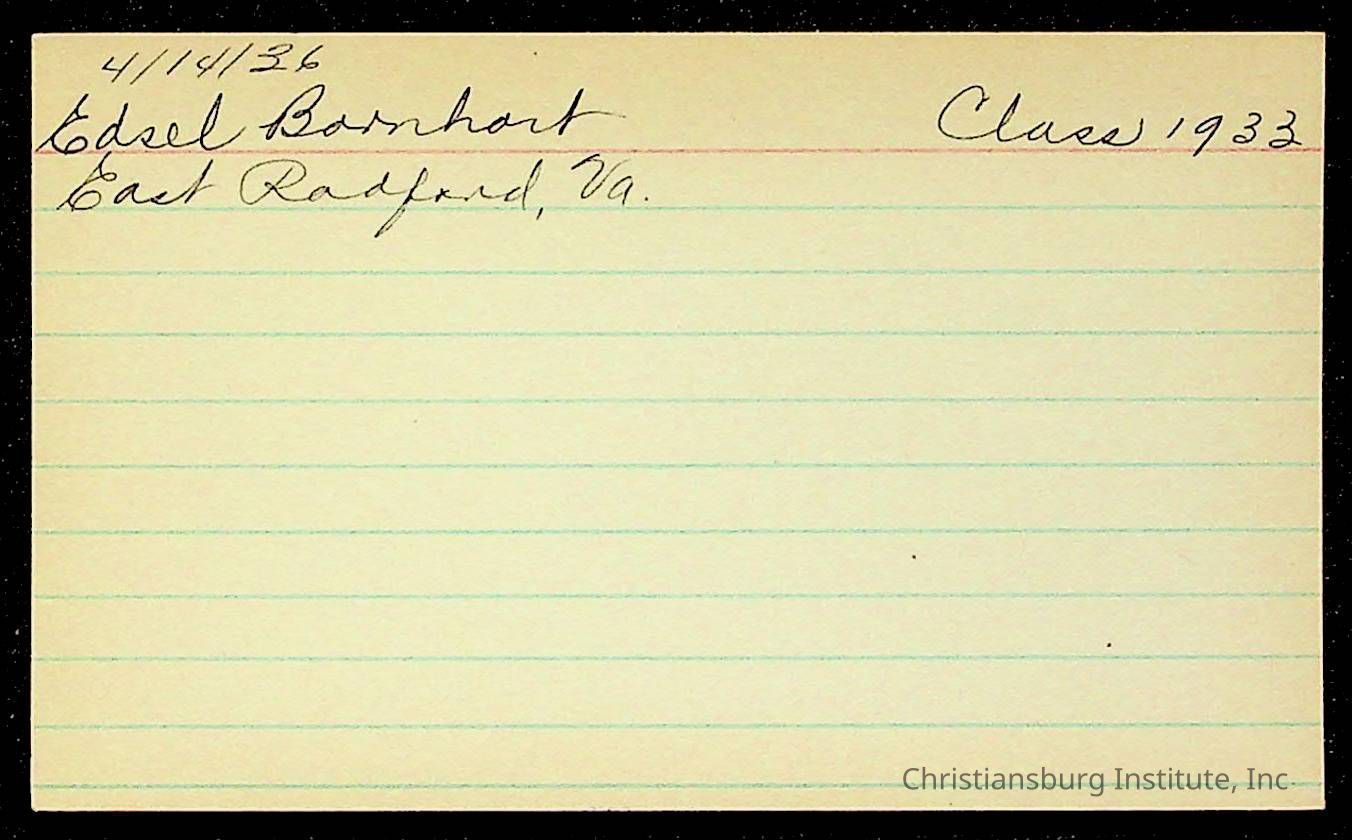 4/14/36
Edsel Barnhart Class 1933
East Radford, Va.
Christiansburg Institute, Inc.